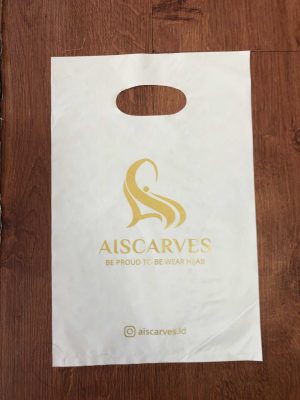 AISCARVES
BE PROUD TO BE WEAR HIJAB
aiscarves.id